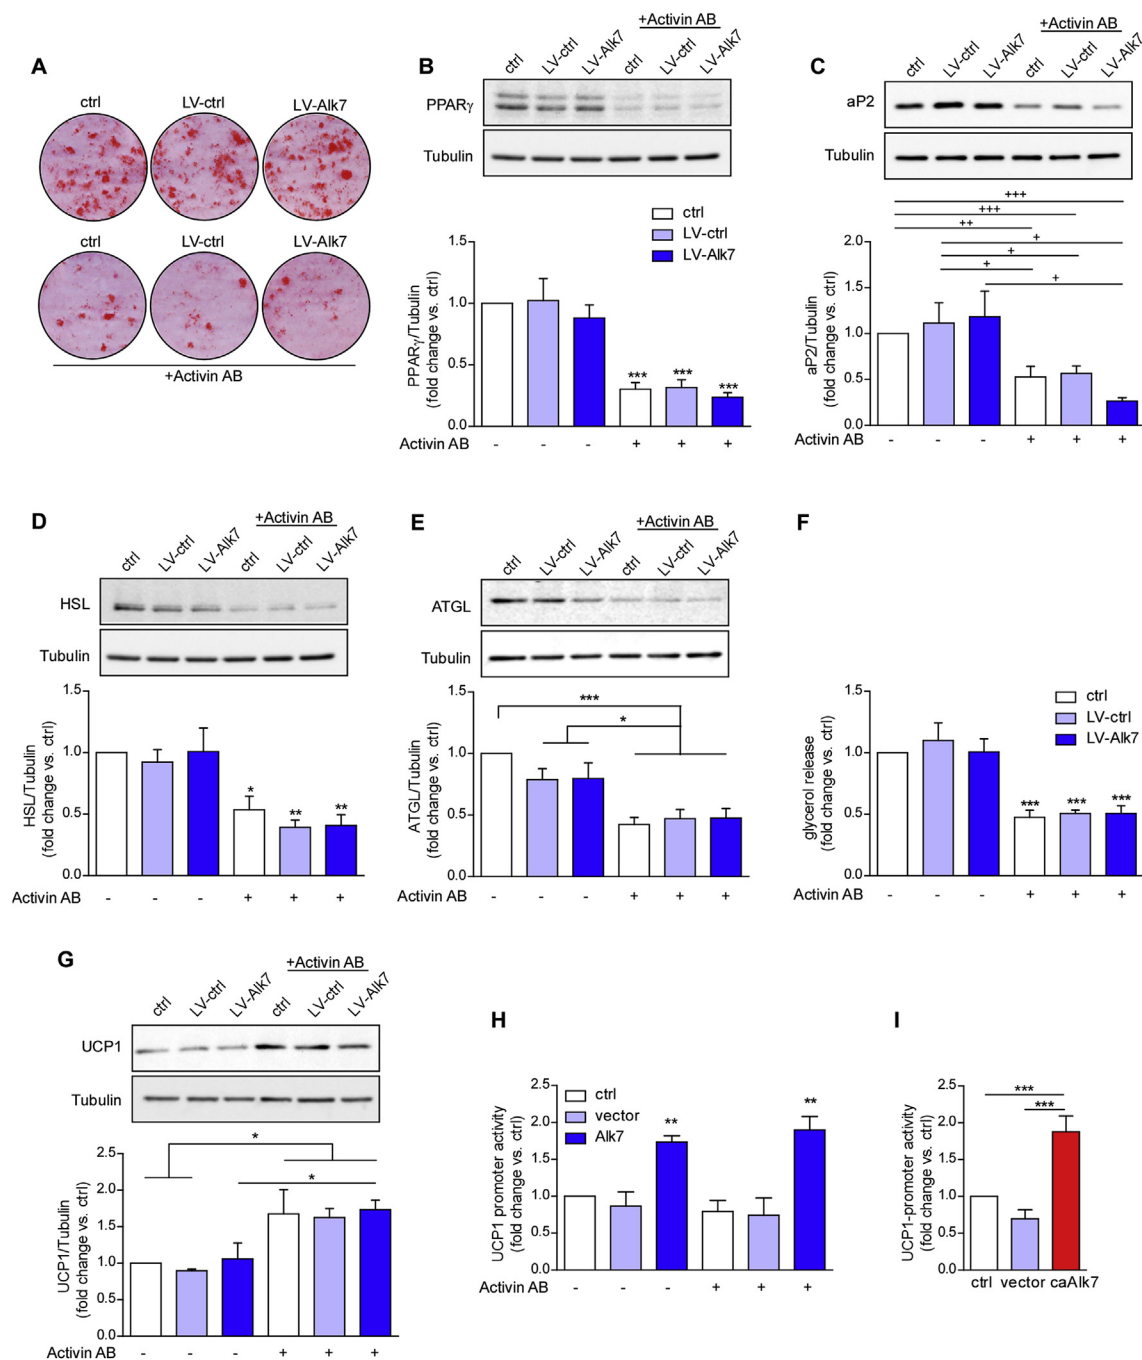 A
ctrl
LV-ctrl
LV-Alk7
ctrl
LV-ctrl
LV-Alk7
+Activin AB
B
+Activin AB
ctrl
LV-ctrl
LV-Alk7
ctrl
LV-ctrl
LV-Alk7
PPARγ
Tubulin
ctrl
LV-ctrl
LV-Alk7
PPARγ/Tubulin
(fold change vs. ctrl)
1.5
1.0
0.5
0.0
*** *** ***
Activin AB - - - + + +
C
+Activin AB
ctrl
LV-ctrl
LV-Alk7
ctrl
LV-ctrl
LV-Alk7
aP2
Tubulin
+++
+++
++
+
+
+
+
aP2/Tubulin
(fold change vs. ctrl)
2.0
1.5
1.0
0.5
0.0
Activin AB - - - + + +
D
+Activin AB
ctrl
LV-ctrl
LV-Alk7
ctrl
LV-ctrl
LV-Alk7
HSL
Tubulin
HSL/Tubulin
(fold change vs. ctrl)
1.5
1.0
0.5
0.0
* ** **
Activin AB - - - + + +
E
+Activin AB
ctrl
LV-ctrl
LV-Alk7
ctrl
LV-ctrl
LV-Alk7
ATGL
Tubulin
ATGL/Tubulin
(fold change vs. ctrl)
1.5
1.0
0.5
0.0
***
*
Activin AB - - - + + +
F
ctrl
LV-ctrl
LV-Alk7
glycerol release
(fold change vs. ctrl)
1.5
1.0
0.5
0.0
*** *** ***
Activin AB - - - + + +
G
+Activin AB
ctrl
LV-ctrl
LV-Alk7
ctrl
LV-ctrl
LV-Alk7
UCP1
Tubulin
UCP1/Tubulin
(fold change vs. ctrl)
2.5
2.0
1.5
1.0
0.5
0.0
*
*
Activin AB - - - + + +
H
ctrl
vector
Alk7
UCP1 promoter activity
(fold change vs. ctrl)
2.5
2.0
1.5
1.0
0.5
0.0
** **
Activin AB - - - + + +
I
UCP1-promoter activity
(fold change vs. ctrl)
2.5
2.0
1.5
1.0
0.5
0.0
***
***
ctrl vector caAlk7